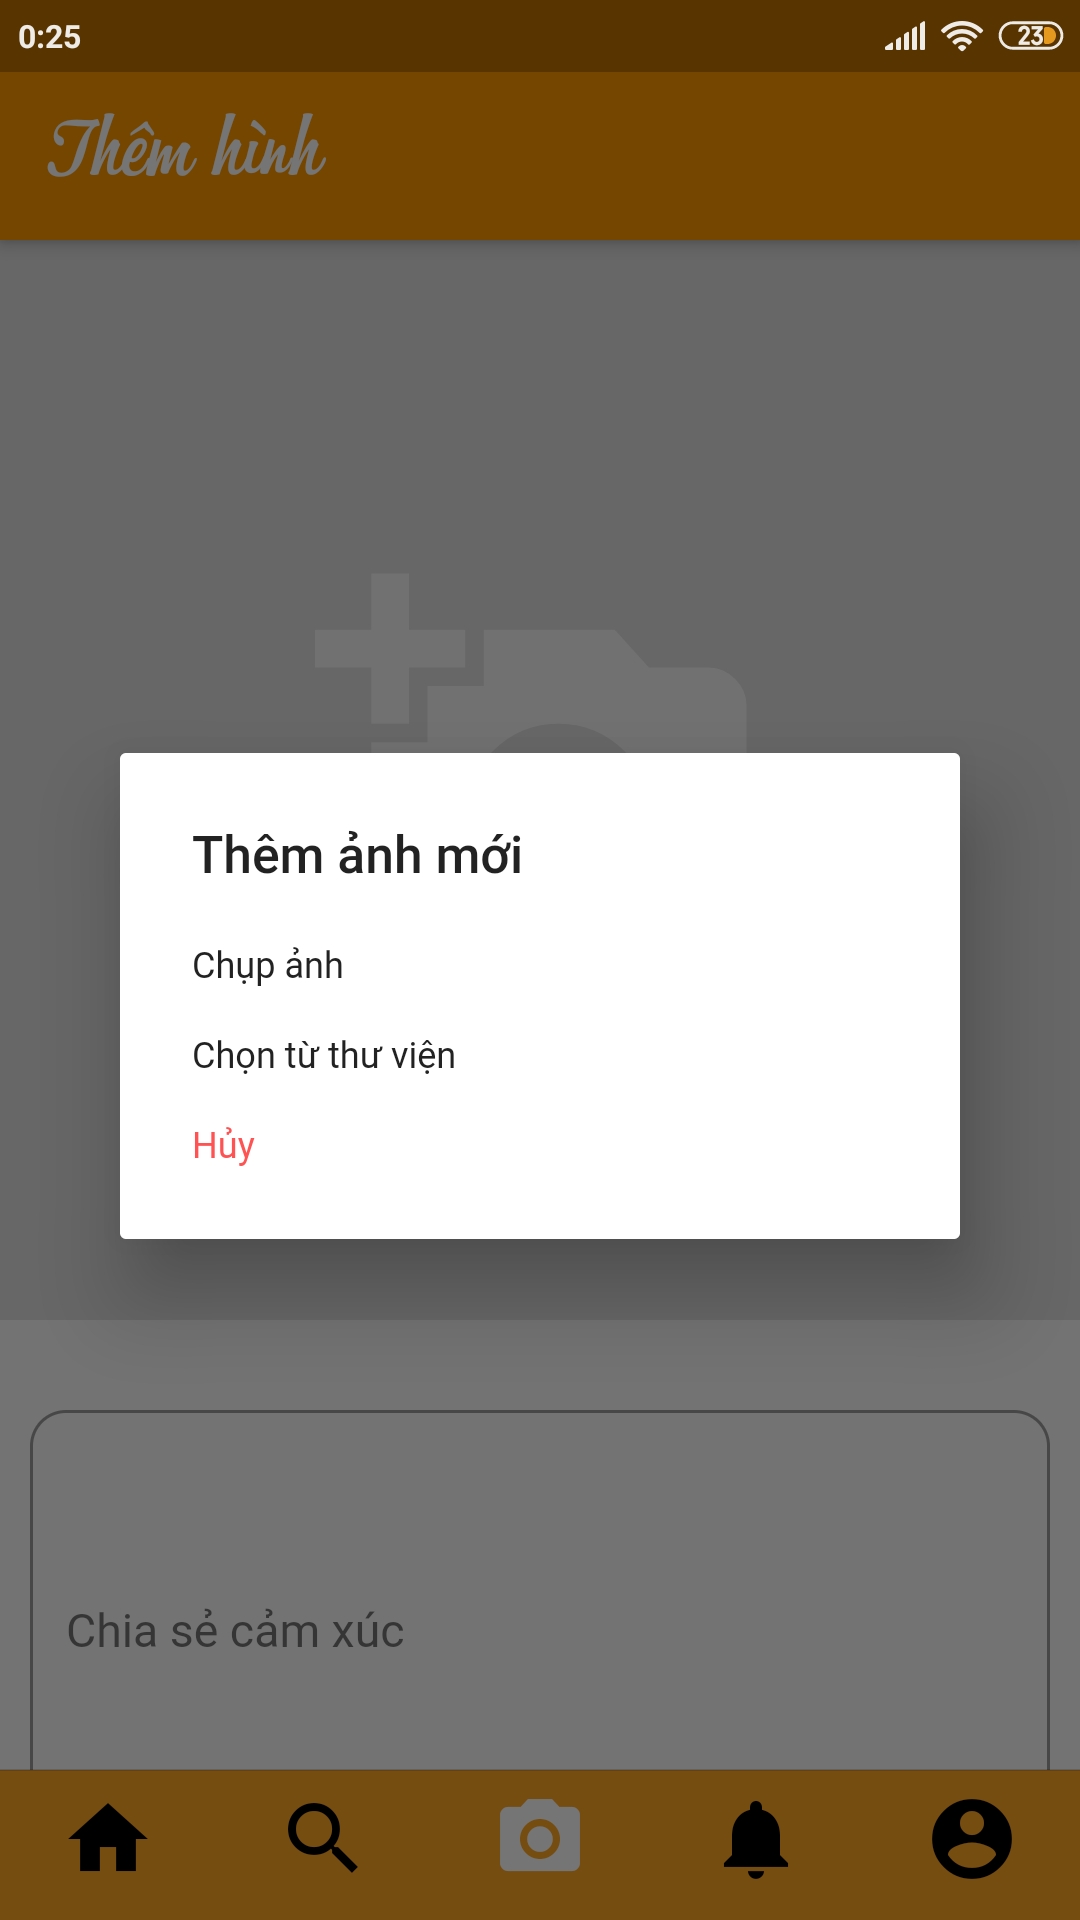 0:25
23
Thêm hình
Thêm ảnh mới
Chụp ảnh
Chọn từ thư viện
Hủy
Chia sẻ cảm xúc